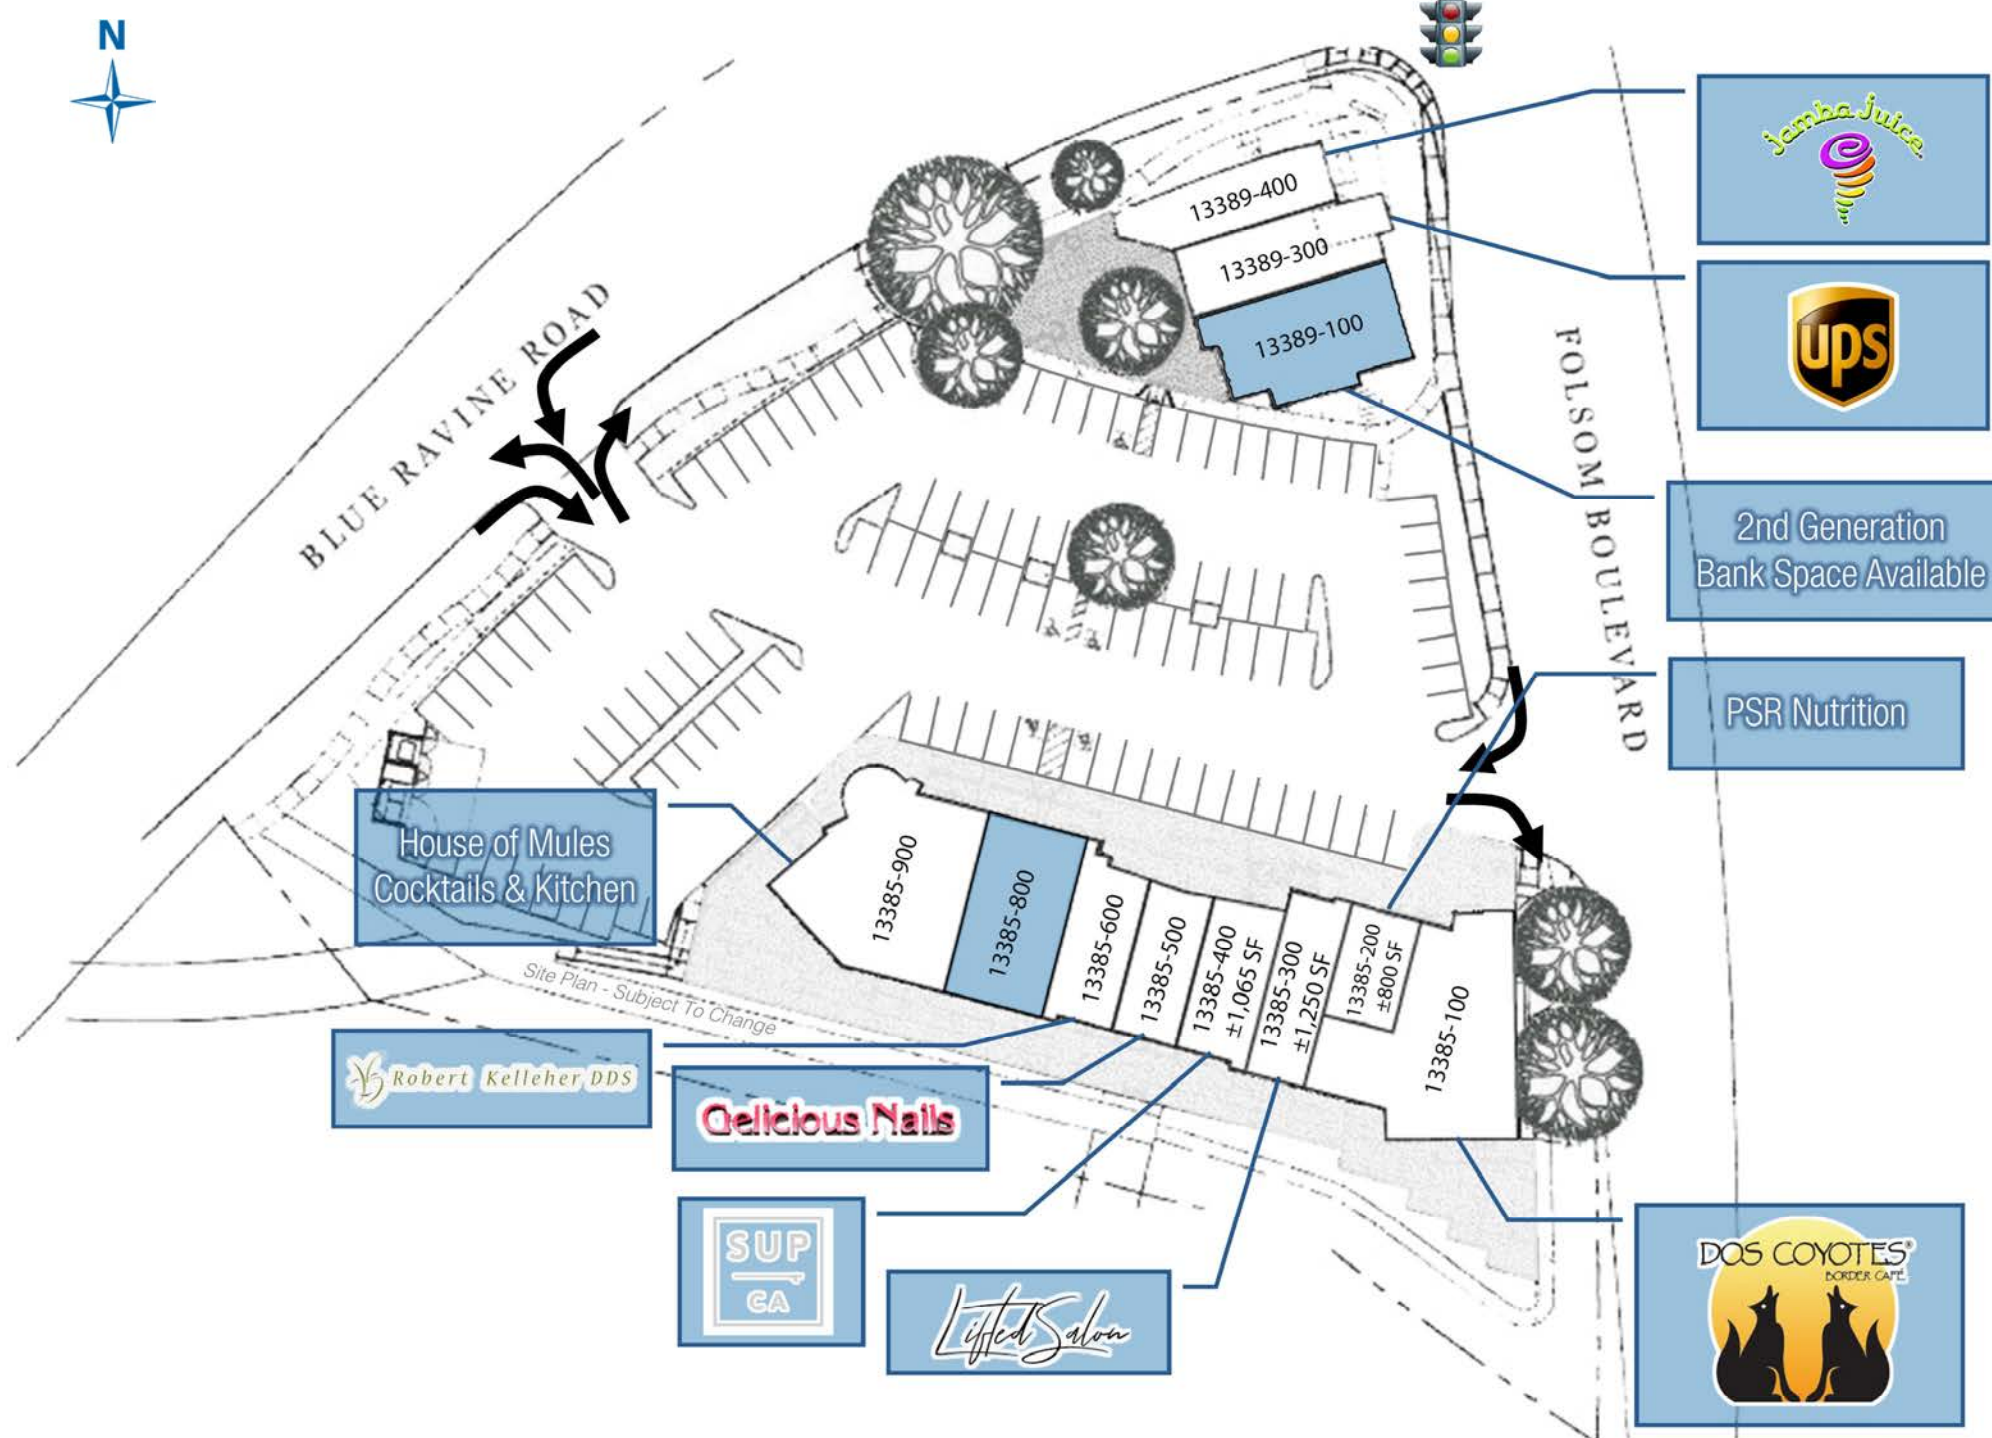 N
jamba juice
13389-400
13389-300
13389-100
ups
BLUE RAVINE ROAD
FOLSOM BOULEVARD
2nd Generation
Bank Space Available
PSR Nutrition
House of Mules
Cocktails & Kitchen
13385-900
13385-800
13385-600
13385-500
13385-400
±1,065 SF
13385-300
±1,250 SF
13385-200
±800 SF
13385-100
Site Plan - Subject To Change
Robert Kelleher DDS
Gelicious Nails
SUP
CA
Lifted Salon
DOS COYOTES®
BORDER CAFE